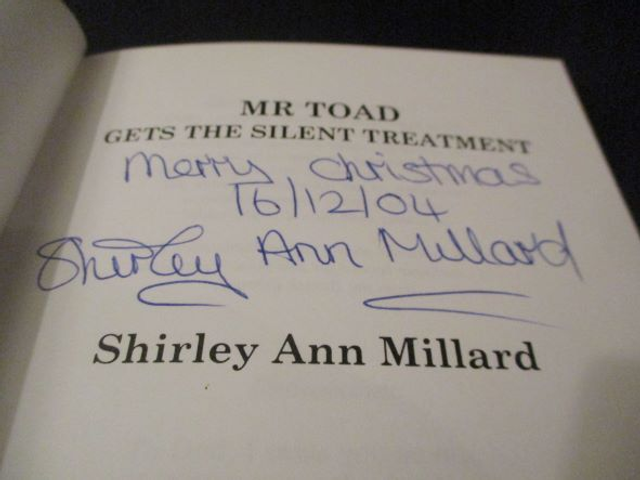 MR TOAD
GETS THE SILENT TREATMENT
Merry Christmas
16/12/04
Shirley Ann Millard
Shirley Ann Millard